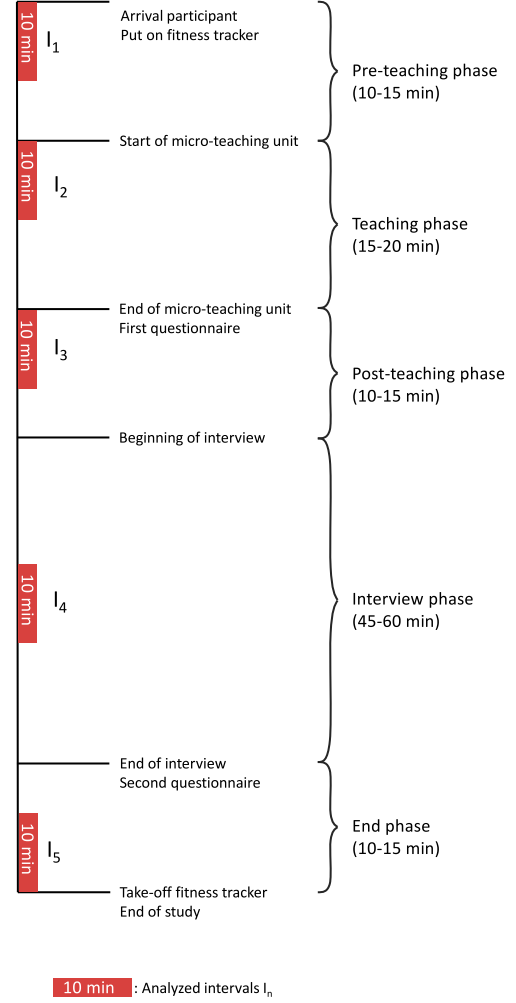 10 min
I1
Arrival participant
Put on fitness tracker
Pre-teaching phase
(10-15 min)
Start of micro-teaching unit
10 min
I2
Teaching phase
(15-20 min)
End of micro-teaching unit
First questionnaire
10 min
I3
Post-teaching phase
(10-15 min)
Beginning of interview
10 min
I4
Interview phase
(45-60 min)
End of interview
Second questionnaire
10 min
I5
End phase
(10-15 min)
Take-off fitness tracker
End of study
10 min : Analyzed intervals In